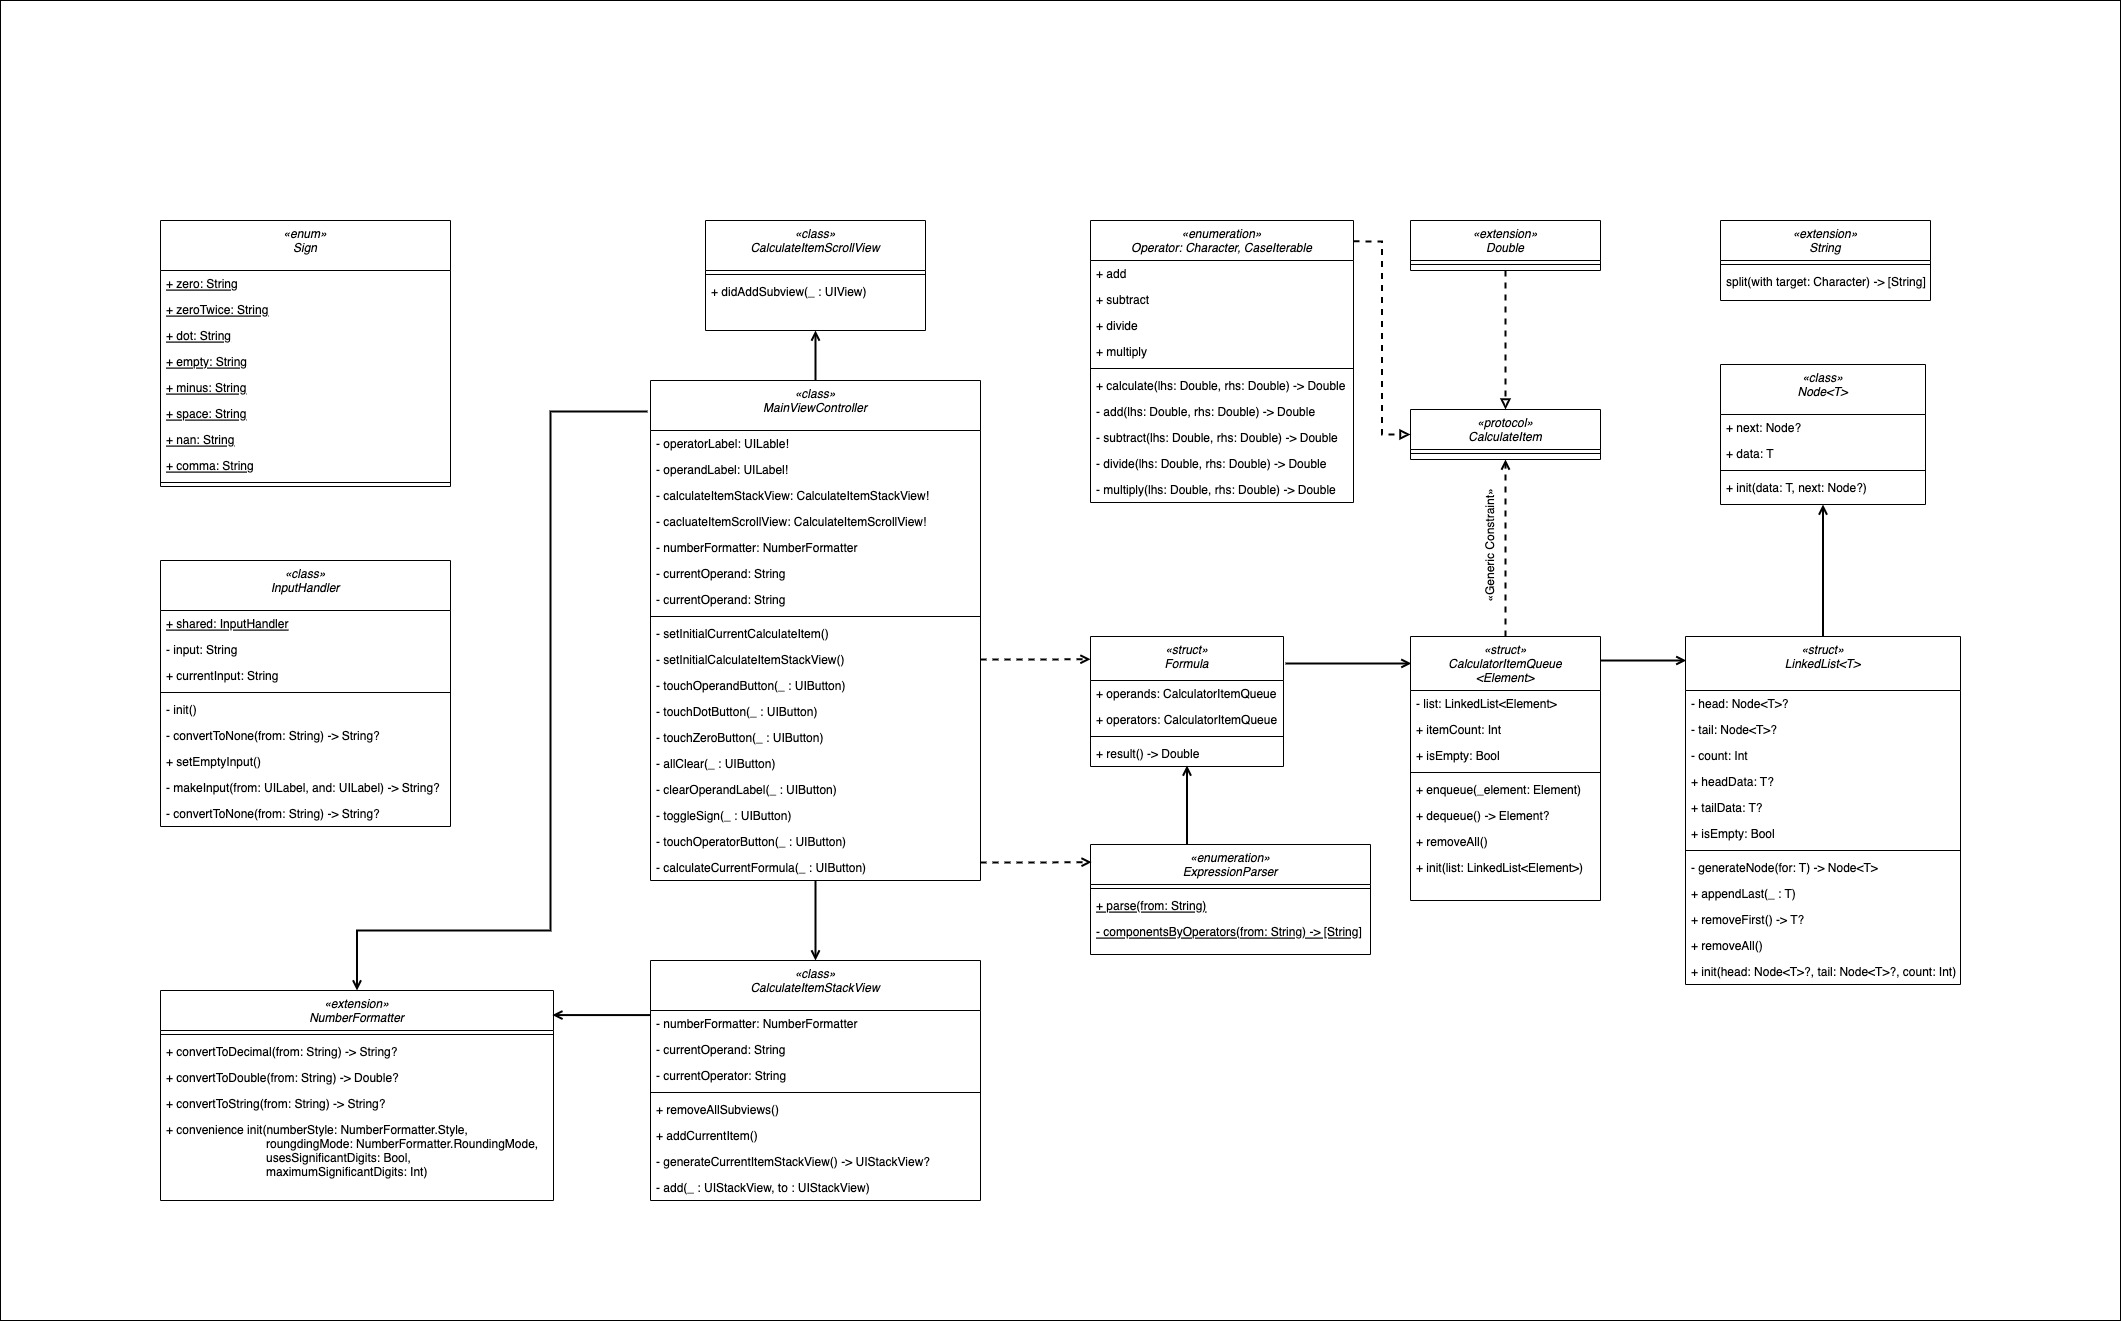 «enum»
Sign
+ zero: String
+ zeroTwice: String
+ dot: String
+ empty: String
+ minus: String
+ space: String
+ nan: String
+ comma: String
«class»
InputHandler
+ shared: InputHandler
- input: String
+ currentInput: String
- init()
- convertToNone(from: String) -> String?
+ setEmptyInput()
- makeInput(from: UILabel, and: UILabel) -> String?
- convertToNone(from: String) -> String?
«extension»
NumberFormatter
+ convertToDecimal(from: String) -> String?
+ convertToDouble(from: String) -> Double?
+ convertToString(from: String) -> String?
+ convenience init(numberStyle: NumberFormatter.Style,
roungdingMode: NumberFormatter.RoundingMode,
usesSignificantDigits: Bool,
maximumSignificantDigits: Int)
«class»
CalculateItemScrollView
+ didAddSubview(_ : UIView)
«class»
MainViewController
- operatorLabel: UILable!
- operandLabel: UILabel!
- calculateItemStackView: CalculateItemStackView!
- cacluateItemScrollView: CalculateItemScrollView!
- numberFormatter: NumberFormatter
- currentOperand: String
- currentOperand: String
- setInitialCurrentCalculateItem()
- setInitialCalculateItemStackView()
- touchOperandButton(_ : UIButton)
- touchDotButton(_ : UIButton)
- touchZeroButton(_ : UIButton)
- allClear(_ : UIButton)
- clearOperandLabel(_ : UIButton)
- toggleSign(_ : UIButton)
- touchOperatorButton(_ : UIButton)
- calculateCurrentFormula(_ : UIButton)
«class»
CalculateItemStackView
- numberFormatter: NumberFormatter
- currentOperand: String
- currentOperator: String
+ removeAllSubviews()
+ addCurrentItem()
- generateCurrentItemStackView() -> UIStackView?
- add(_ : UIStackView, to : UIStackView)
«enumeration»
Operator: Character, CaseIterable
+ add
+ subtract
+ divide
+ multiply
+ calculate(lhs: Double, rhs: Double) -> Double
- add(lhs: Double, rhs: Double) -> Double
- subtract(lhs: Double, rhs: Double) -> Double
- divide(lhs: Double, rhs: Double) -> Double
- multiply(lhs: Double, rhs: Double) -> Double
«struct»
Formula
+ operands: CalculatorItemQueue
+ operators: CalculatorItemQueue
+ result() -> Double
«enumeration»
ExpressionParser
+ parse(from: String)
- componentsByOperators(from: String) -> [String]
«extension»
Double
«protocol»
CalculateItem
«Generic Constraint»
«struct»
CalculatorItemQueue
<Element>
- list: LinkedList<Element>
+ itemCount: Int
+ isEmpty: Bool
+ enqueue(_element: Element)
+ dequeue() -> Element?
+ removeAll()
+ init(list: LinkedList<Element>)
«extension»
String
split(with target: Character) -> [String]
«class»
Node<T>
+ next: Node?
+ data: T
+ init(data: T, next: Node?)
«struct»
LinkedList<T>
- head: Node<T>?
- tail: Node<T>?
- count: Int
+ headData: T?
+ tailData: T?
+ isEmpty: Bool
- generateNode(for: T) -> Node<T>
+ appendLast(_ : T)
+ removeFirst() -> T?
+ removeAll()
+ init(head: Node<T>?, tail: Node<T>?, count: Int)